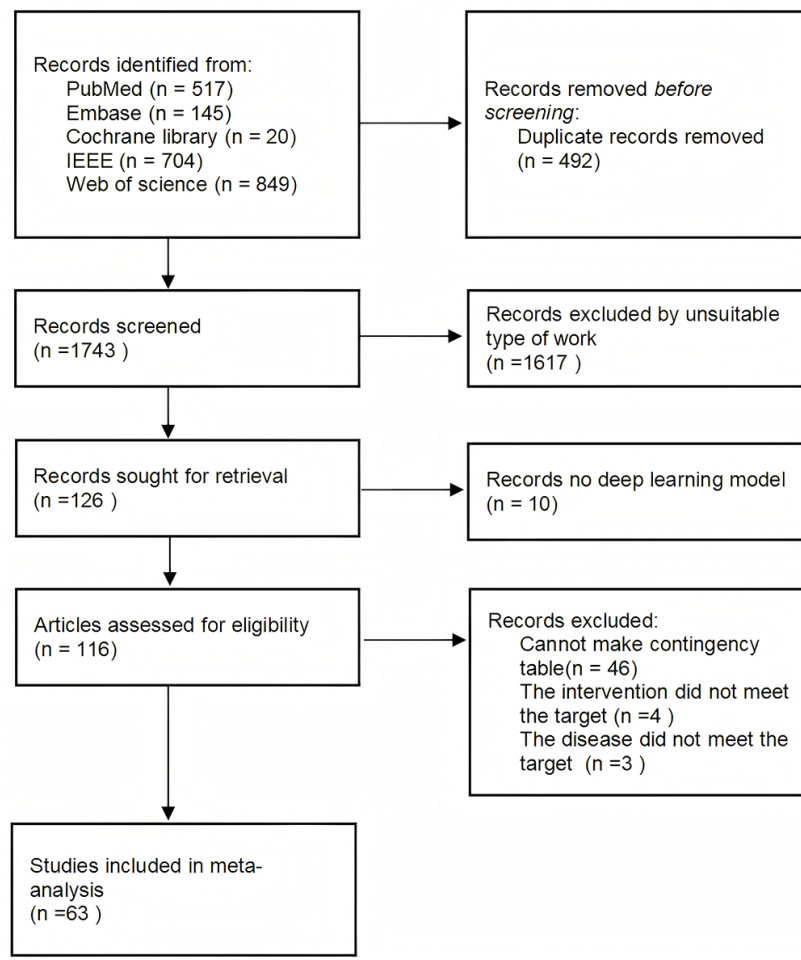 Records identified from:
PubMed (n = 517)
Embase (n = 145)
Cochrane library (n = 20)
IEEE (n = 704)
Web of science (n = 849)
Records removed before
screening:
Duplicate records removed
(n = 492)
Records screened
(n =1743 )
Records excluded by unsuitable
type of work
(n =1617 )
Records sought for retrieval
(n =126 )
Records no deep learning model
(n = 10)
Articles assessed for eligibility
(n = 116)
Records excluded:
Cannot make contingency
table(n = 46)
The intervention did not meet
the target (n =4 )
The disease did not meet the
target  (n =3 )
Studies included in meta-
analysis
(n =63 )